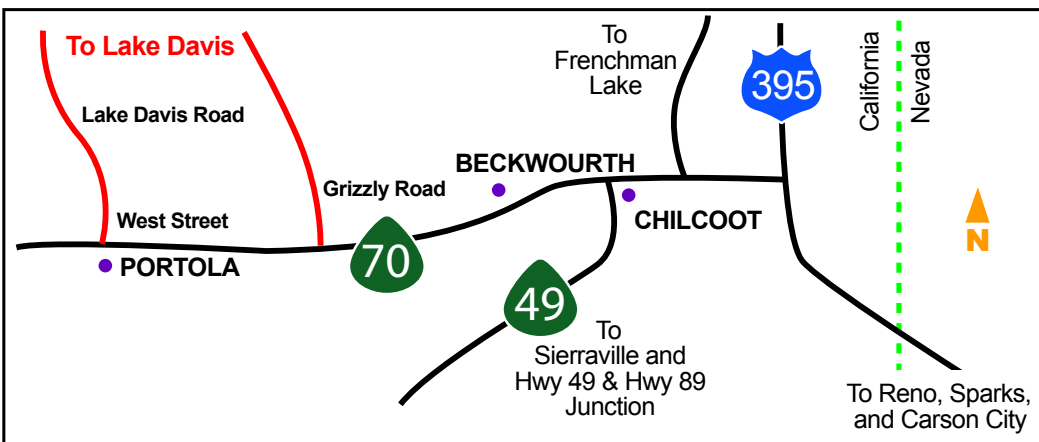 To Lake Davis
Lake Davis Road
West Street
PORTOLA
Grizzly Road
70
BECKWOURTH
To
Frenchman
Lake
CHILCOOT
49
To
Sierraville and
Hwy 49 & Hwy 89
Junction
395
California
Nevada
N
To Reno, Sparks,
and Carson City